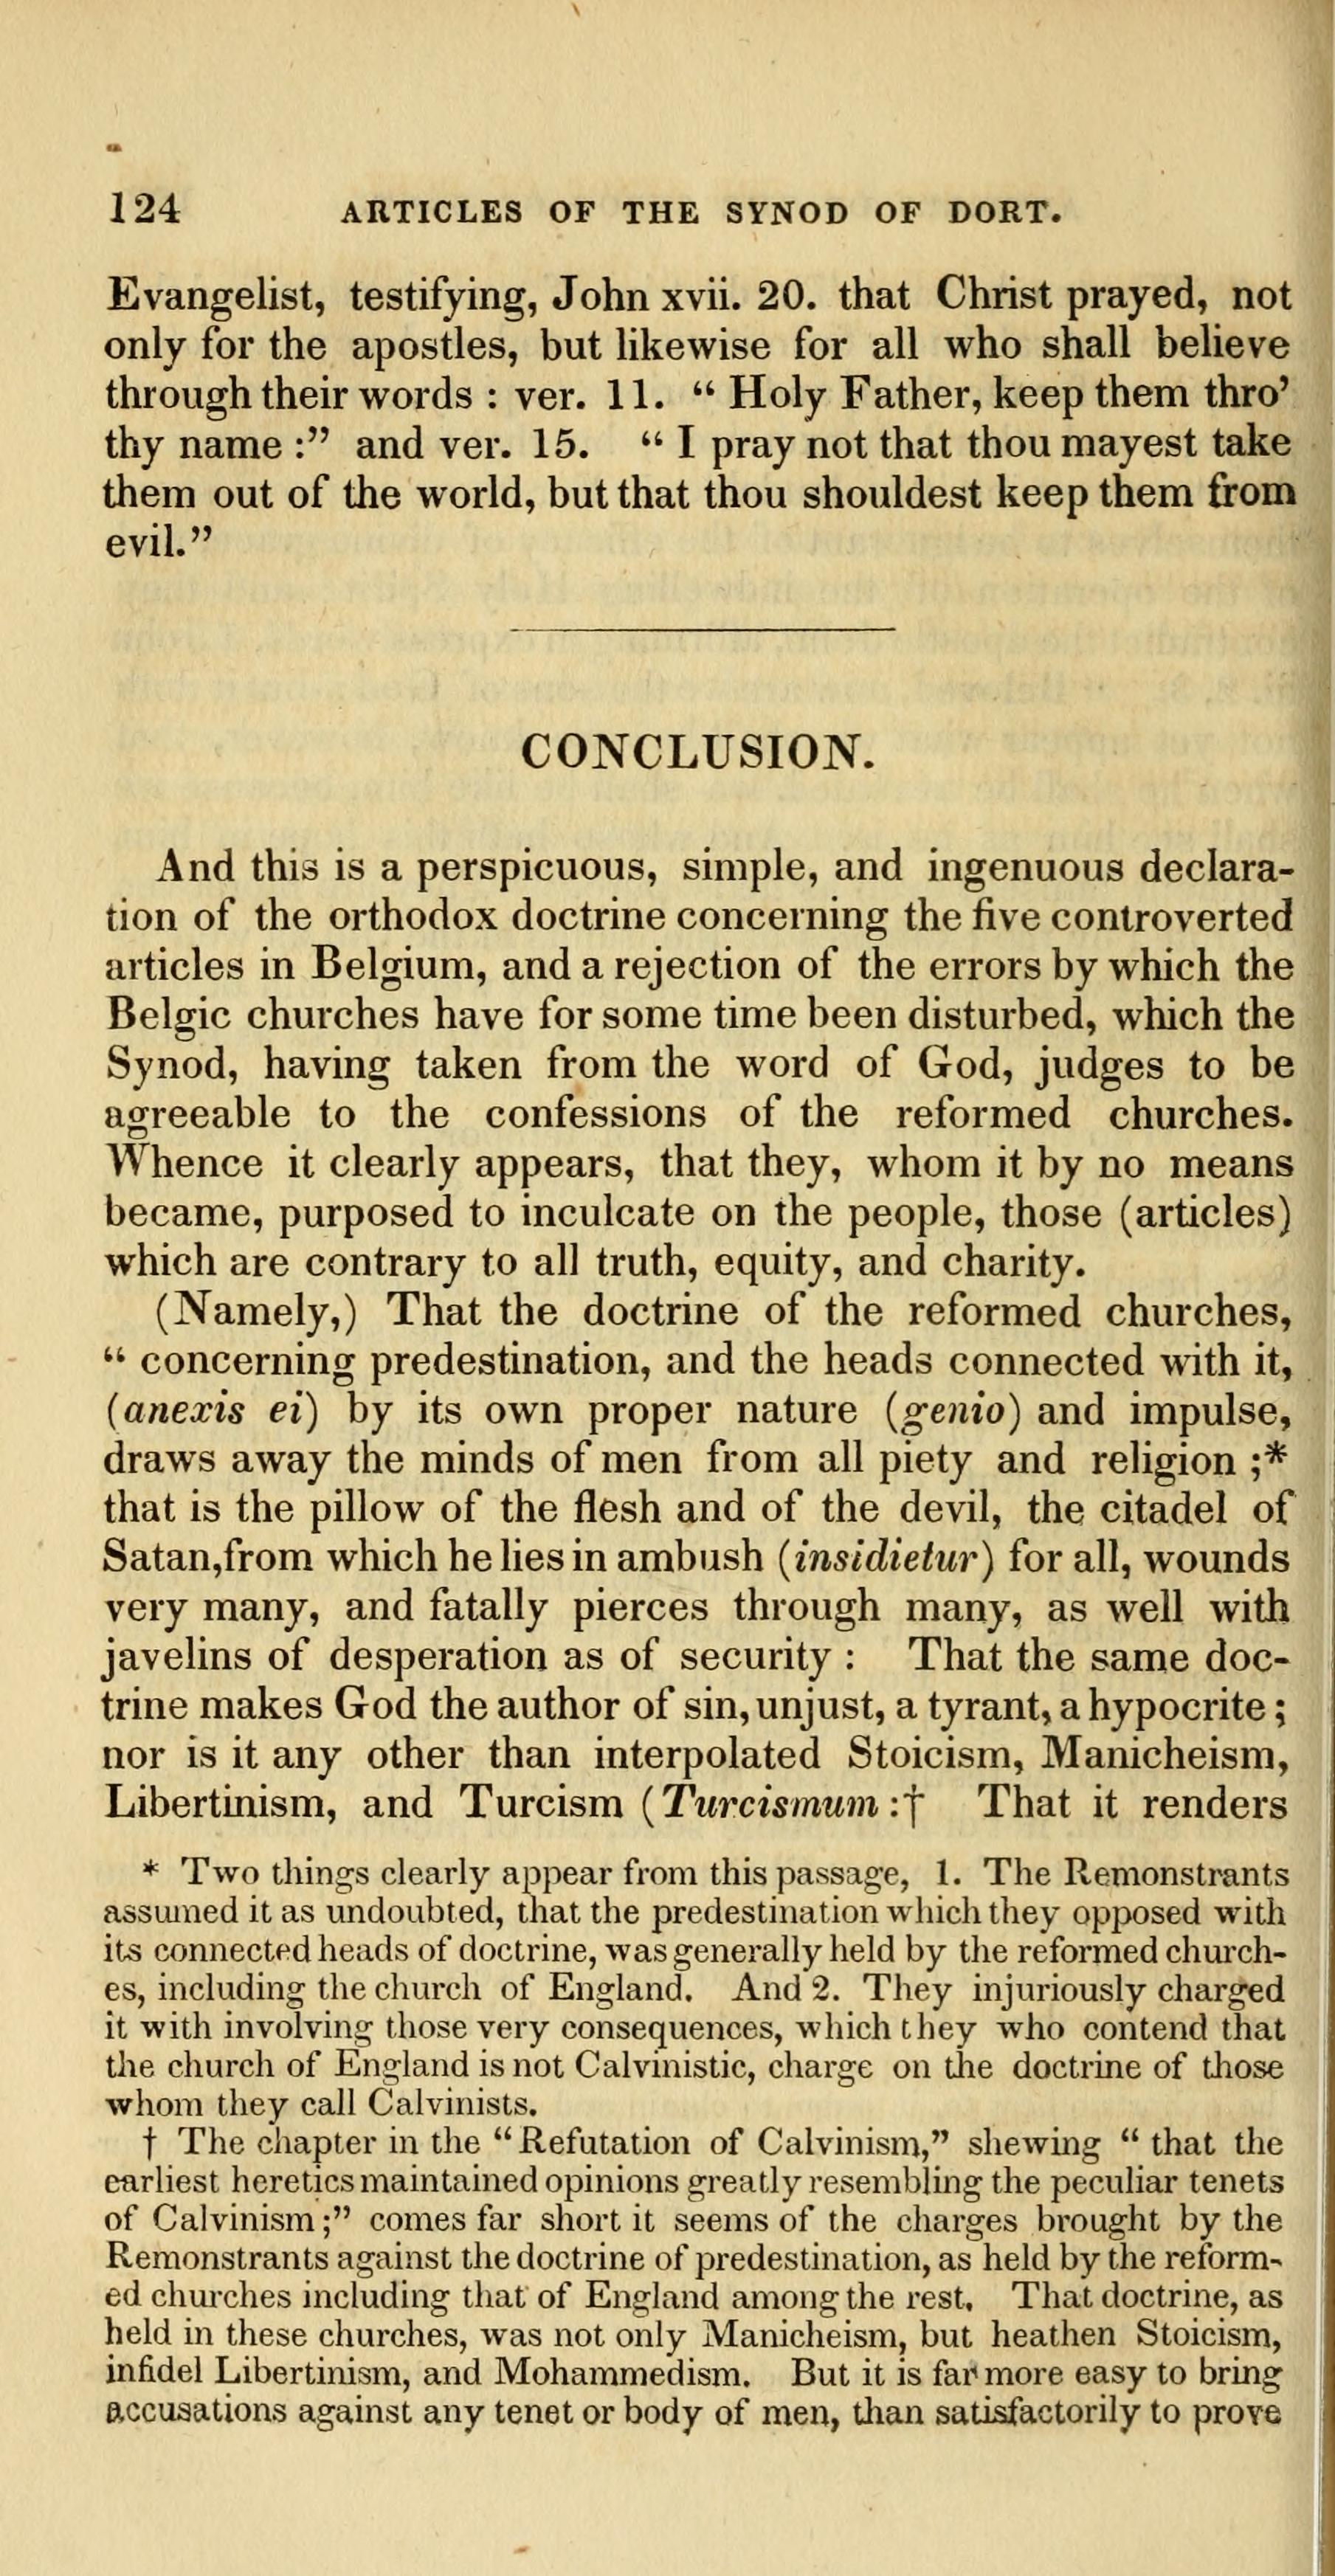 124 ARTICLES OF THE SYNOD OF DORT.
Evangelist, testifying, John xvii. 20. that Christ prayed, not
only for the apostles, but likewise for all who shall believe
through their words : ver. 11. “ Holy Father, keep them thro’
thy name :” and ver. 15. “ I pray not that thou mayest take
them out of the world, but that thou shouldest keep them from
evil.”
CONCLUSION.
And this is a perspicuous, simple, and ingenuous declara-
tion of the orthodox doctrine concerning the five controverted
articles in Belgium, and a rejection of the errors by which the
Belgic churches have for some time been disturbed, which the
Synod, having taken from the word of God, judges to be
agreeable to the confessions of the reformed churches.
Whence it clearly appears, that they, whom it by no means
became, purposed to inculcate on the people, those (articles)
which are contrary to all truth, equity, and charity.
(Namely,) That the doctrine of the reformed churches,
“ concerning predestination, and the heads connected with it,
(anexis ei) by its own proper nature (genio) and impulse,
draws away the minds of men from all piety and religion ;*
that is the pillow of the flesh and of the devil, the citadel of
Satan,from which he lies in ambush (insidietur) for all, wounds
very many, and fatally pierces through many, as well with
javelins of desperation as of security : That the same doc-
trine makes God the author of sin, unjust, a tyrant, a hypocrite ;
nor is it any other than interpolated Stoicism, Manicheism,
Libertinism, and Turcism (Turcismum :† That it renders
* Two things clearly appear from this passage, 1. The Remonstrants
assumed it as undoubted, that the predestination which they opposed with
its connected heads of doctrine, was generally held by the reformed church-
es, including the church of England. And 2. They injuriously charged
it with involving those very consequences, which they who contend that
the church of England is not Calvinistic, charge on the doctrine of those
whom they call Calvinists.
† The chapter in the “Refutation of Calvinism,” shewing “ that the
earliest heretics maintained opinions greatly resembling the peculiar tenets
of Calvinism ;” comes far short it seems of the charges brought by the
Remonstrants against the doctrine of predestination, as held by the reform-
ed churches including that of England among the rest. That doctrine, as
held in these churches, was not only Manicheism, but heathen Stoicism,
infidel Libertinism, and Mohammedism. But it is far more easy to bring
accusations against any tenet or body of men, than satisfactorily to prove